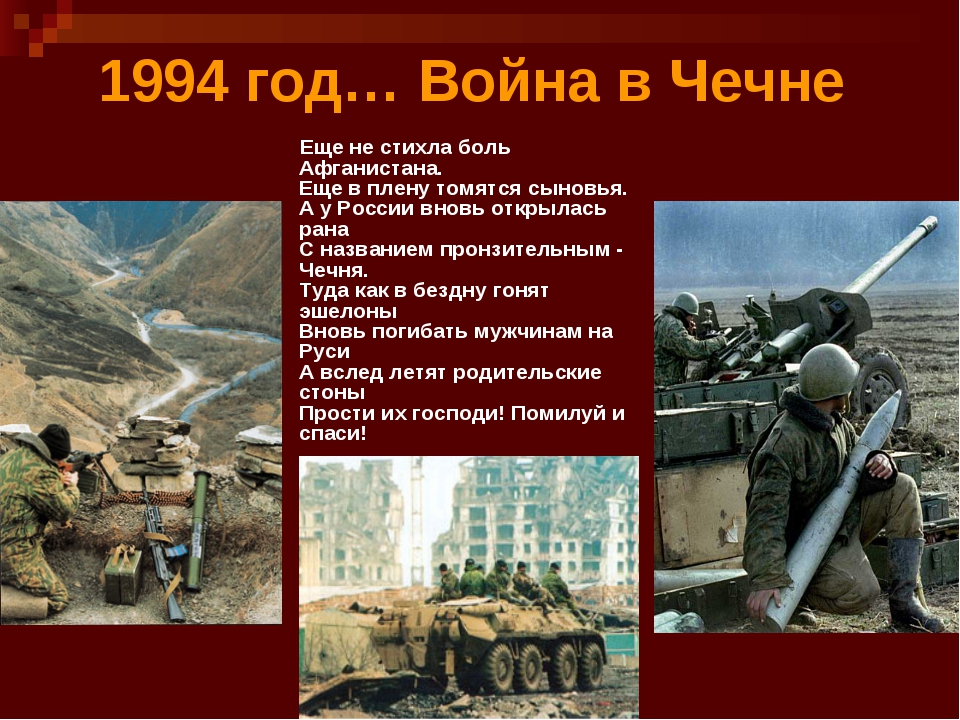 1994 год… Война в Чечне
Еще не стихла боль
Афганистана.
Еще в плену томятся сыновья.
А у России вновь открылась
рана
С названием пронзительным -
Чечня.
Туда как в бездну гонят
эшелоны
Вновь погибать мужчинам на
Руси
А вслед летят родительские
стоны
Прости их господи! Помилуй и
спаси!